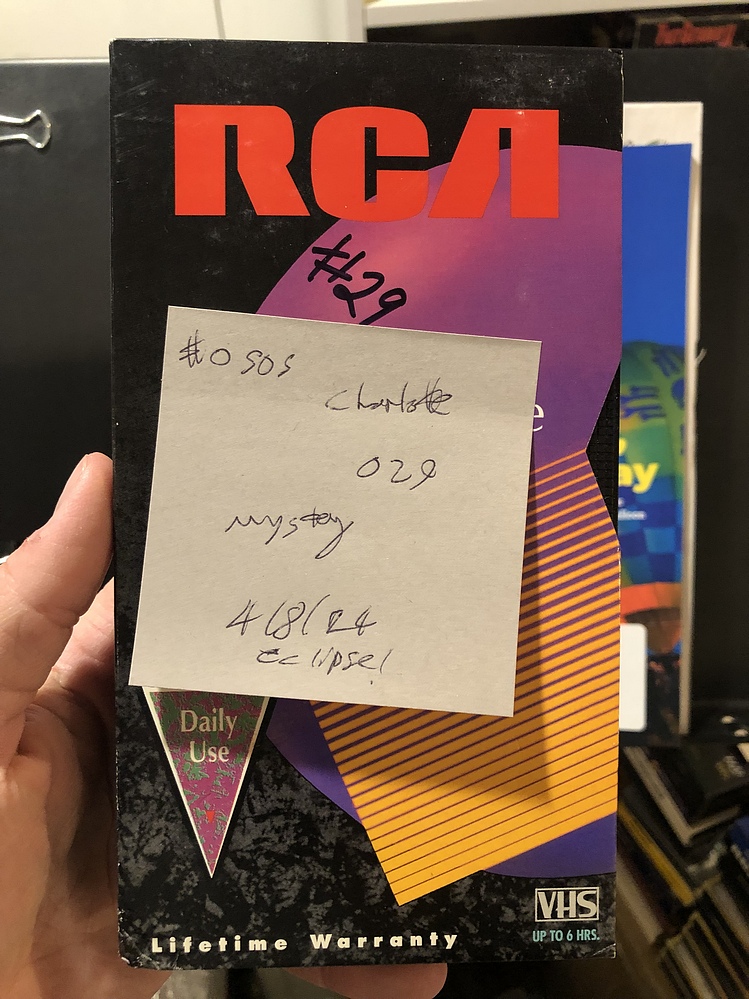 RCA
#29
#0505
Charlotte
029
mystery
4/8/24
Eclipse!
e
ay
Daily
Use
VHS
UP TO 6 HRS.
Lifetime Warranty